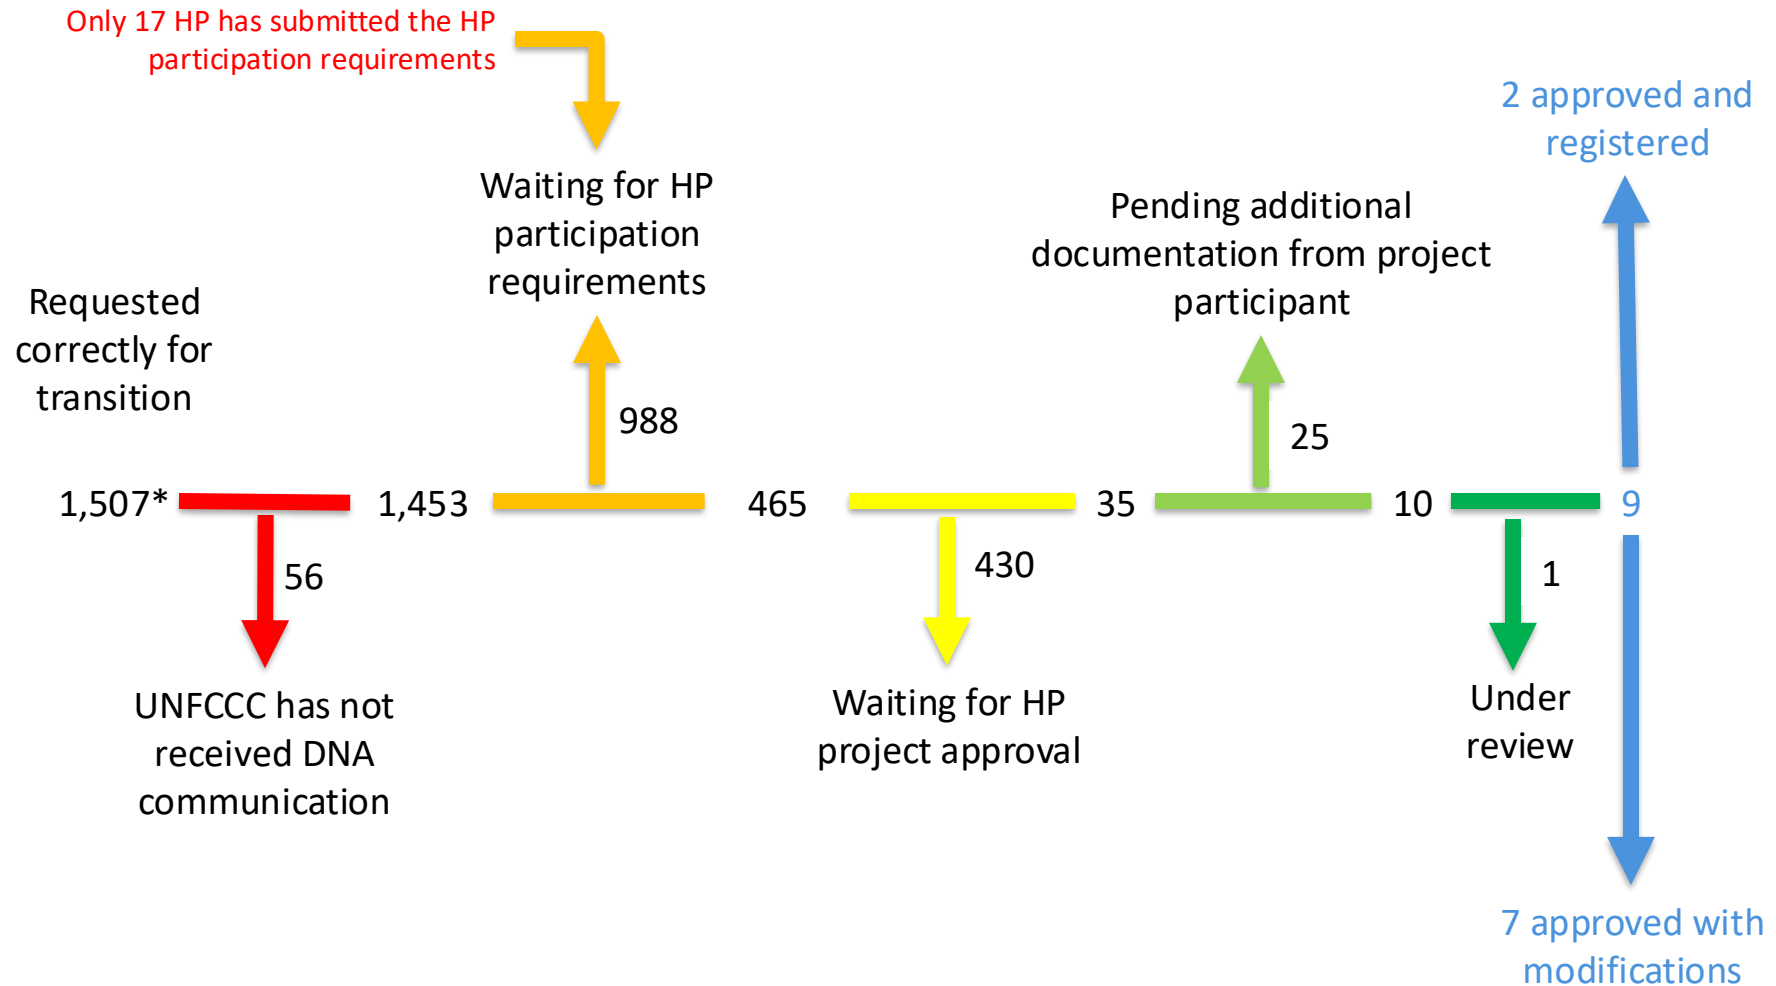 Only 17 HP has submitted the HP
participation requirements
2 approved and
registered
Waiting for HP
participation
requirements
Pending additional
documentation from project
participant
Requested
correctly for
transition
988
25
1,507*
1,453
465
35
10
9
56
430
1
UNFCCC has not
received DNA
communication
Waiting for HP
project approval
Under
review
7 approved with
modifications